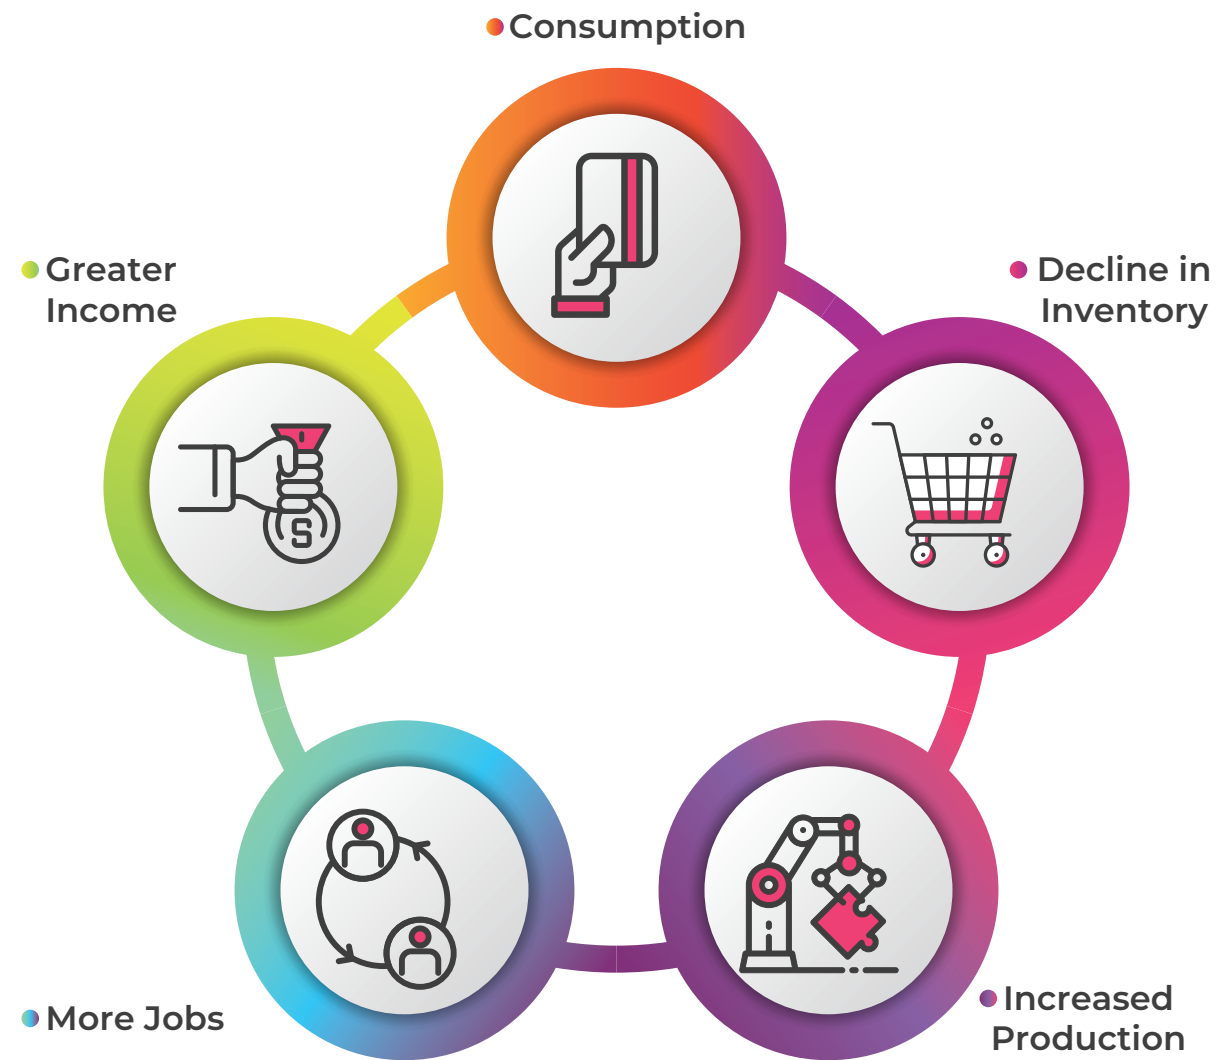 Consumption
Decline in
Inventory
Increased
Production
More Jobs
Greater
Income
S